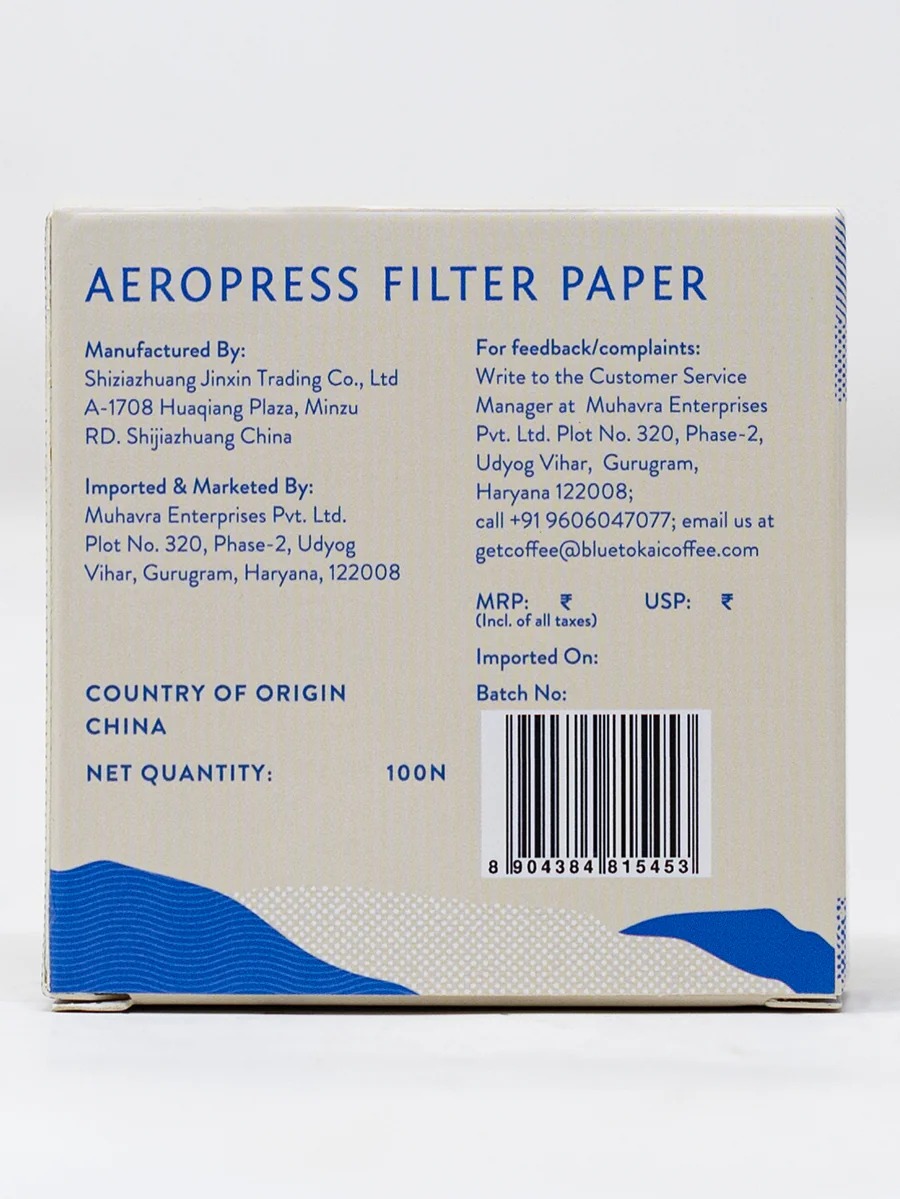 AEROPRESS FILTER PAPER
Manufactured By:
Shiziazhuang Jinxin Trading Co., Ltd
A-1708 Huaqiang Plaza, Minzu
RD. Shijiazhuang China
Imported & Marketed By:
Muhavra Enterprises Pvt. Ltd.
Plot No. 320, Phase-2, Udyog
Vihar, Gurugram, Haryana, 122008
COUNTRY OF ORIGIN
CHINA
NET QUANTITY: 100N
For feedback/complaints:
Write to the Customer Service
Manager at Muhavra Enterprises
Pvt. Ltd. Plot No. 320, Phase-2,
Udyog Vihar, Gurugram,
Haryana 122008;
call +91 9606047077; email us at
getcoffee@bluetokaicoffee.com
MRP: ₹ USP: ₹
(Incl. of all taxes)
Imported On:
Batch No:
8 904384 815453